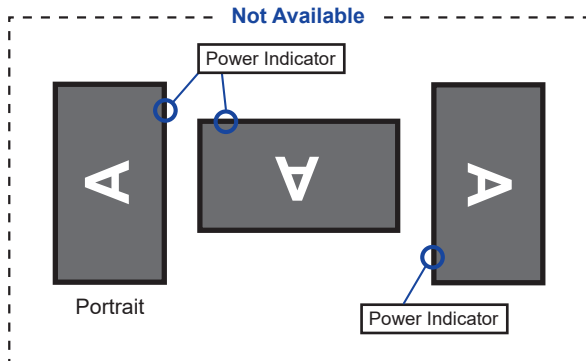 Not Available
Power Indicator
A
A
A
Portrait
Power Indicator